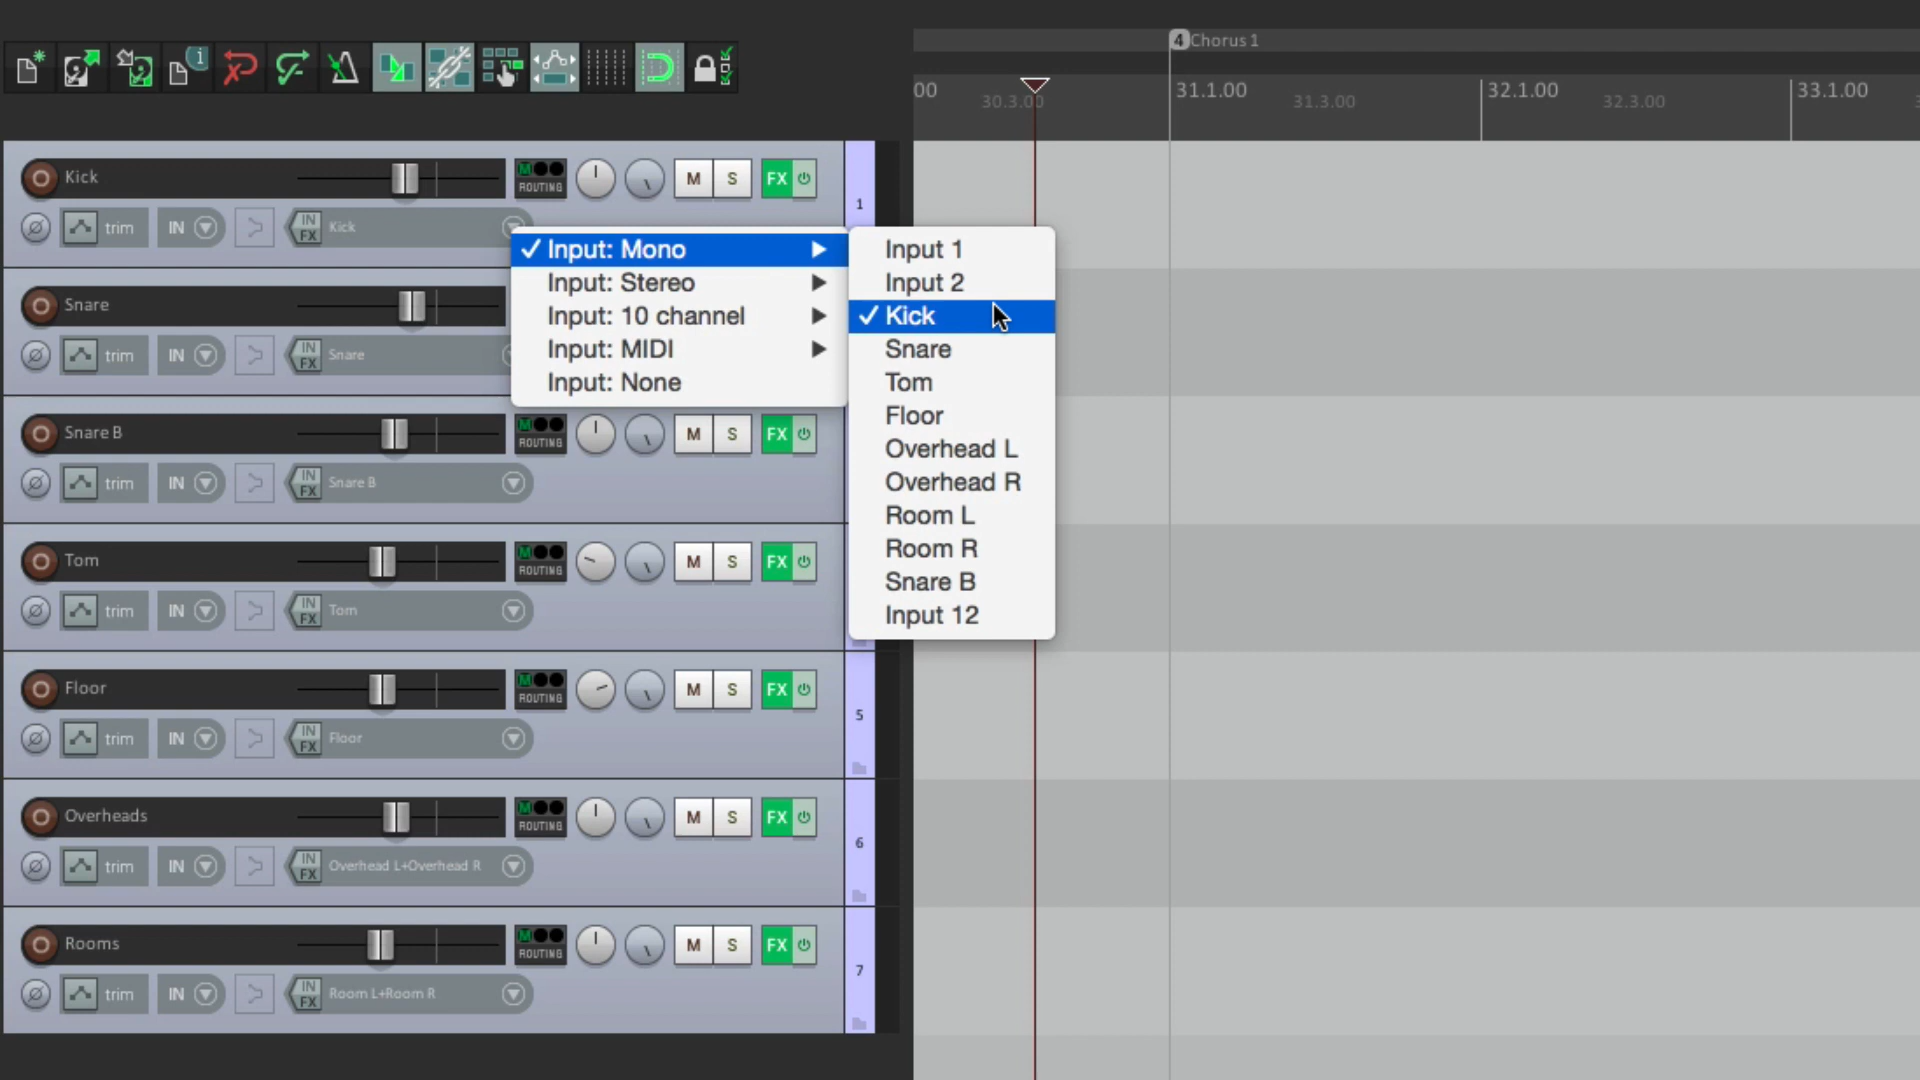 4 Chorus 1
00 30.3.00 31.1.00 31.3.00 32.1.00 32.3.00 33.1.00
Kick ROUTING M S FX
trim IN IN FX Kick
1
Input: Mono
Input: Stereo
Input: 10 channel
Input: MIDI
Input: None
Input 1
Input 2
Kick
Snare
Tom
Floor
Overhead L
Overhead R
Room L
Room R
Snare B
Input 12
Snare
trim IN IN FX Snare
Snare B ROUTING M S FX
trim IN IN FX Snare B
Tom ROUTING M S FX
trim IN IN FX Tom
Floor ROUTING M S FX
trim IN IN FX Floor
5
Overheads ROUTING M S FX
trim IN IN FX Overhead L+Overhead R
6
Rooms ROUTING M S FX
trim IN IN FX Room L+Room R
7